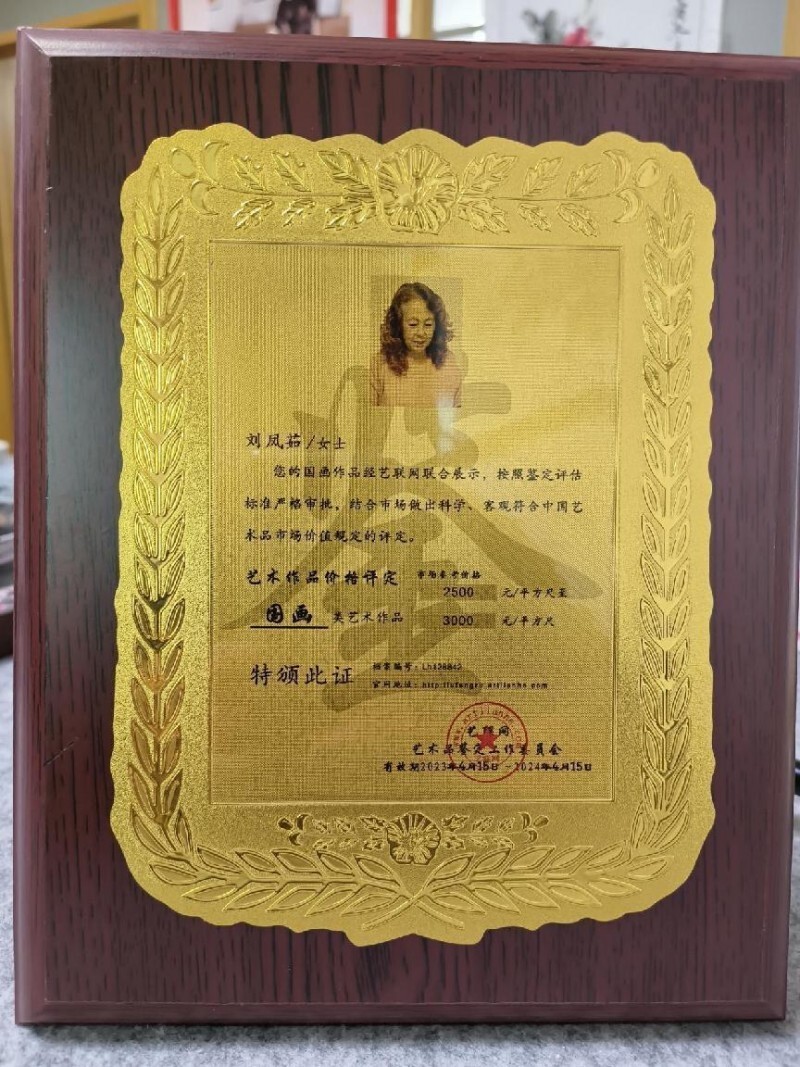 刘凤茹/女士
您的国画作品经艺联网联合展示，按照鉴定评估
标准严格审批，结合市场做出科学、客观符合中国艺
术品市场价值规定的评定。
艺术作品价格评定 市场参考价格 2500 元/平方尺至
国画 类艺术作品 3000 元/平方尺
特颁此证
档案编号：
官网地址：
艺联网
艺术品鉴定工作委员会
有效期2023年4月15日-2024年4月15日